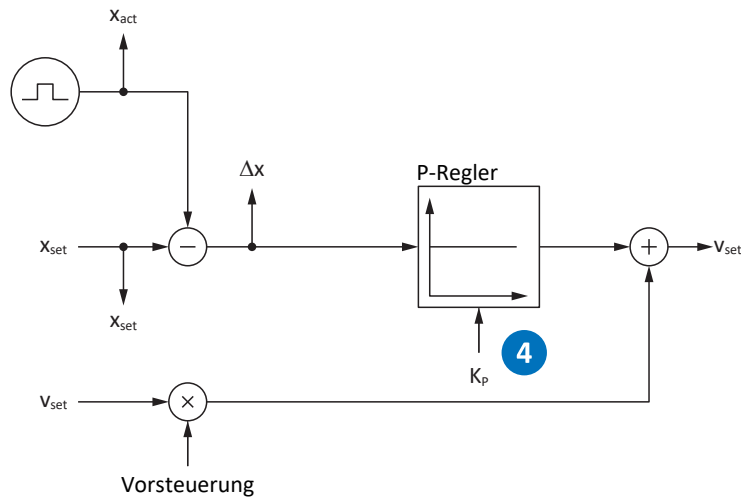 xact
Δx
P-Regler
xset
vset
xset
4
KP
vset
Vorsteuerung